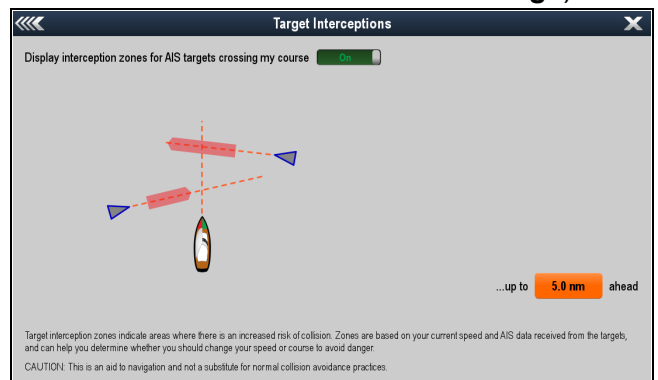 Target Interceptions
Display interception zones for AIS targets crossing my course On
...up to 5.0 nm ahead
Target interception zones indicate areas where there is an increased risk of collision. Zones are based on your current speed and AIS data received from the targets,
and can help you determine whether you should change your speed or course to avoid danger.
CAUTION: This is an aid to navigation and not a substitute for normal collision avoidance practices.